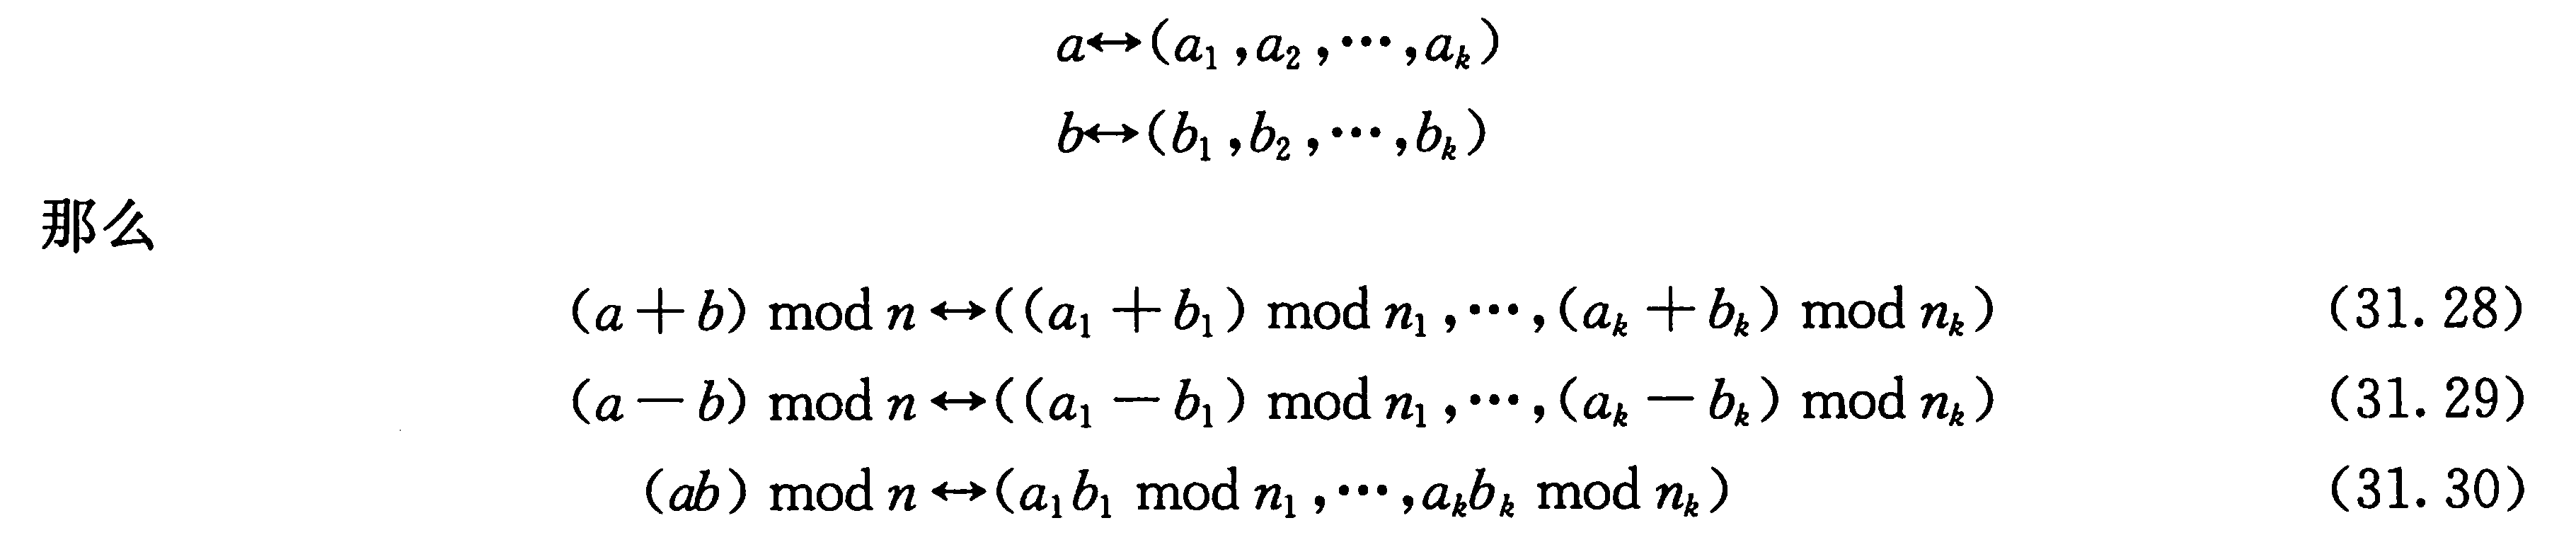 a↔(a₁,a₂,⋯,aₖ)
b↔(b₁,b₂,⋯,bₖ)
那么
(a+b) mod n↔((a₁+b₁) mod n₁,⋯,(aₖ+bₖ) mod nₖ) (31.28)
(a−b) mod n↔((a₁−b₁) mod n₁,⋯,(aₖ−bₖ) mod nₖ) (31.29)
(ab) mod n↔(a₁b₁ mod n₁,⋯,aₖbₖ mod nₖ) (31.30)